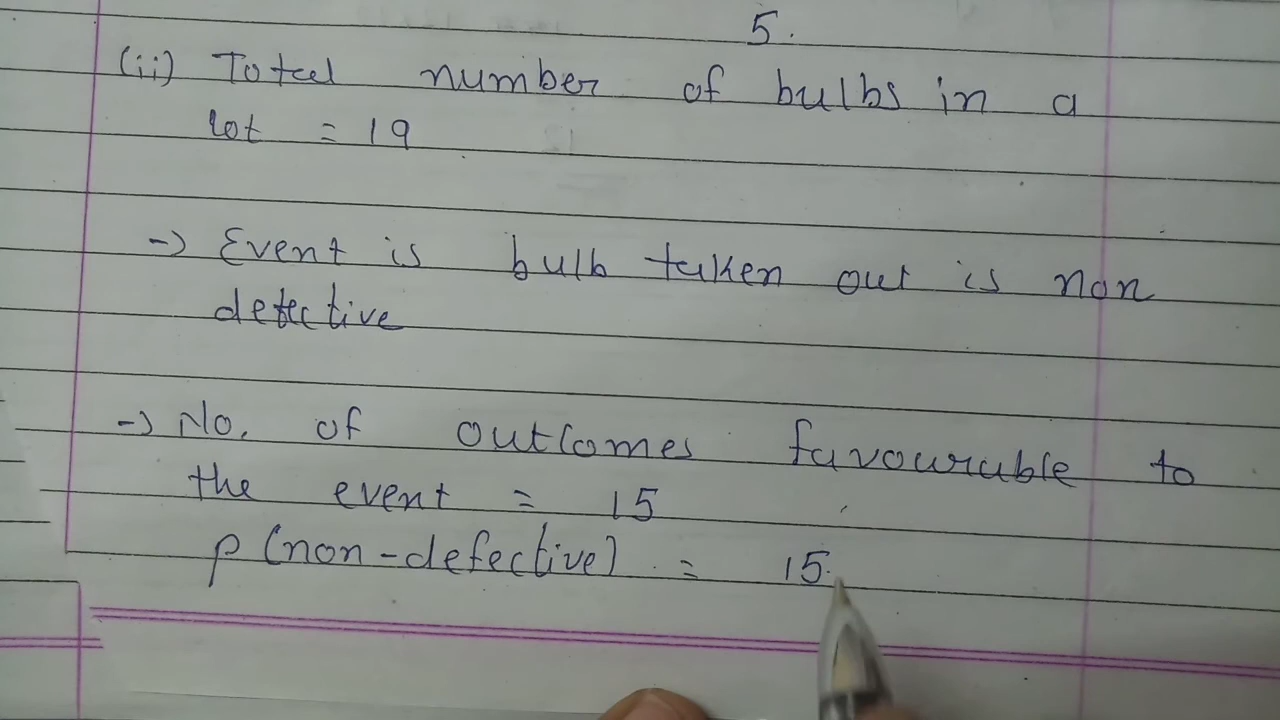 5.
(ii) Total number of bulbs in a
lot = 19
→ Event is bulb taken out is non
defective
→ No. of outcomes favourable to
the event = 15
P(non-defective) = 15